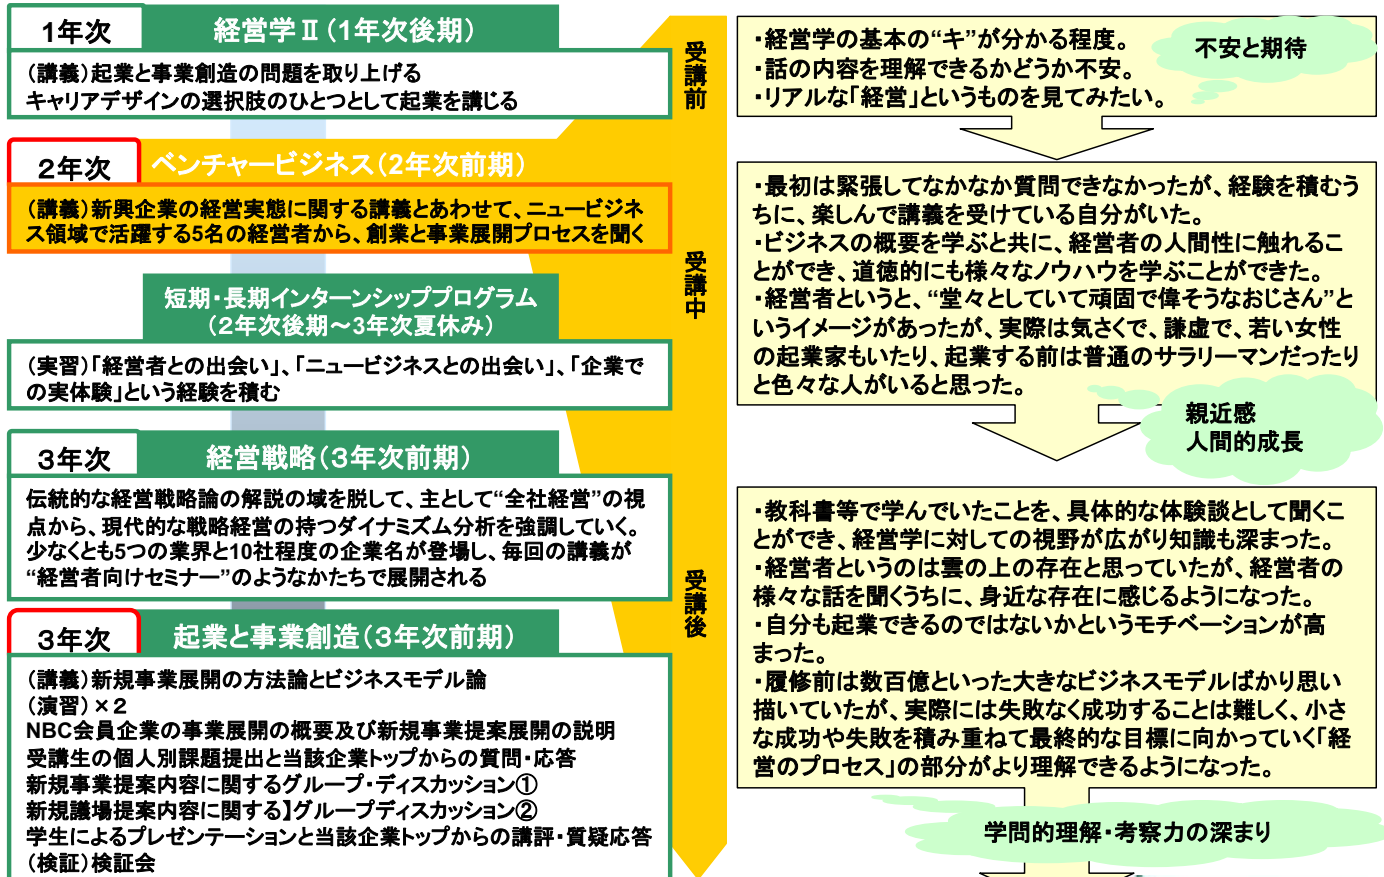 1年次
経営学Ⅱ(1年次後期)
(講義)起業と事業創造の問題を取り上げる
キャリアデザインの選択肢のひとつとして起業を講じる
2年次
ベンチャービジネス(2年次前期)
(講義)新興企業の経営実態に関する講義とあわせて、ニュービジネ
ス領域で活躍する5名の経営者から、創業と事業展開プロセスを聞く
短期・長期インターンシッププログラム
(2年次後期~3年次夏休み)
(実習)「経営者との出会い」、「ニュービジネスとの出会い」、「企業で
の実体験」という経験を積む
3年次
経営戦略(3年次前期)
伝統的な経営戦略論の解説の域を脱して、主として“全社経営”の視
点から、現代的な戦略経営の持つダイナミズム分析を強調していく。
少なくとも5つの業界と10社程度の企業名が登場し、毎回の講義が
“経営者向けセミナー”のようなかたちで展開される
3年次
起業と事業創造(3年次前期)
(講義)新規事業展開の方法論とビジネスモデル論
(演習)×2
NBC会員企業の事業展開の概要及び新規事業提案展開の説明
受講生の個人別課題提出と当該企業トップからの質問・応答
新規事業提案内容に関するグループ・ディスカッション①
新規議場提案内容に関する】グループディスカッション②
学生によるプレゼンテーションと当該企業トップからの講評・質疑応答
(検証)検証会
受講前
受講中
受講後
・経営学の基本の“キ”が分かる程度。
・話の内容を理解できるかどうか不安。
・リアルな「経営」というものを見てみたい。
不安と期待
・最初は緊張してなかなか質問できなかったが、経験を積むう
ちに、楽しんで講義を受けている自分がいた。
・ビジネスの概要を学ぶと共に、経営者の人間性に触れるこ
とができ、道徳的にも様々なノウハウを学ぶことができた。
・経営者というと、“堂々としていて頑固で偉そうなおじさん”と
いうイメージがあったが、実際は気さくで、謙虚で、若い女性
の起業家もいたり、起業する前は普通のサラリーマンだったり
と色々な人がいると思った。
親近感
人間的成長
・教科書等で学んでいたことを、具体的な体験談として聞くこ
とができ、経営学に対しての視野が広がり知識も深まった。
・経営者というのは雲の上の存在と思っていたが、経営者の
様々な話を聞くうちに、身近な存在に感じるようになった。
・自分も起業できるのではないかというモチベーションが高
まった。
・履修前は数百億といった大きなビジネスモデルばかり思い
描いていたが、実際には失敗なく成功することは難しく、小さ
な成功や失敗を積み重ねて最終的な目標に向かっていく「経
営のプロセス」の部分がより理解できるようになった。
学問的理解・考察力の深まり